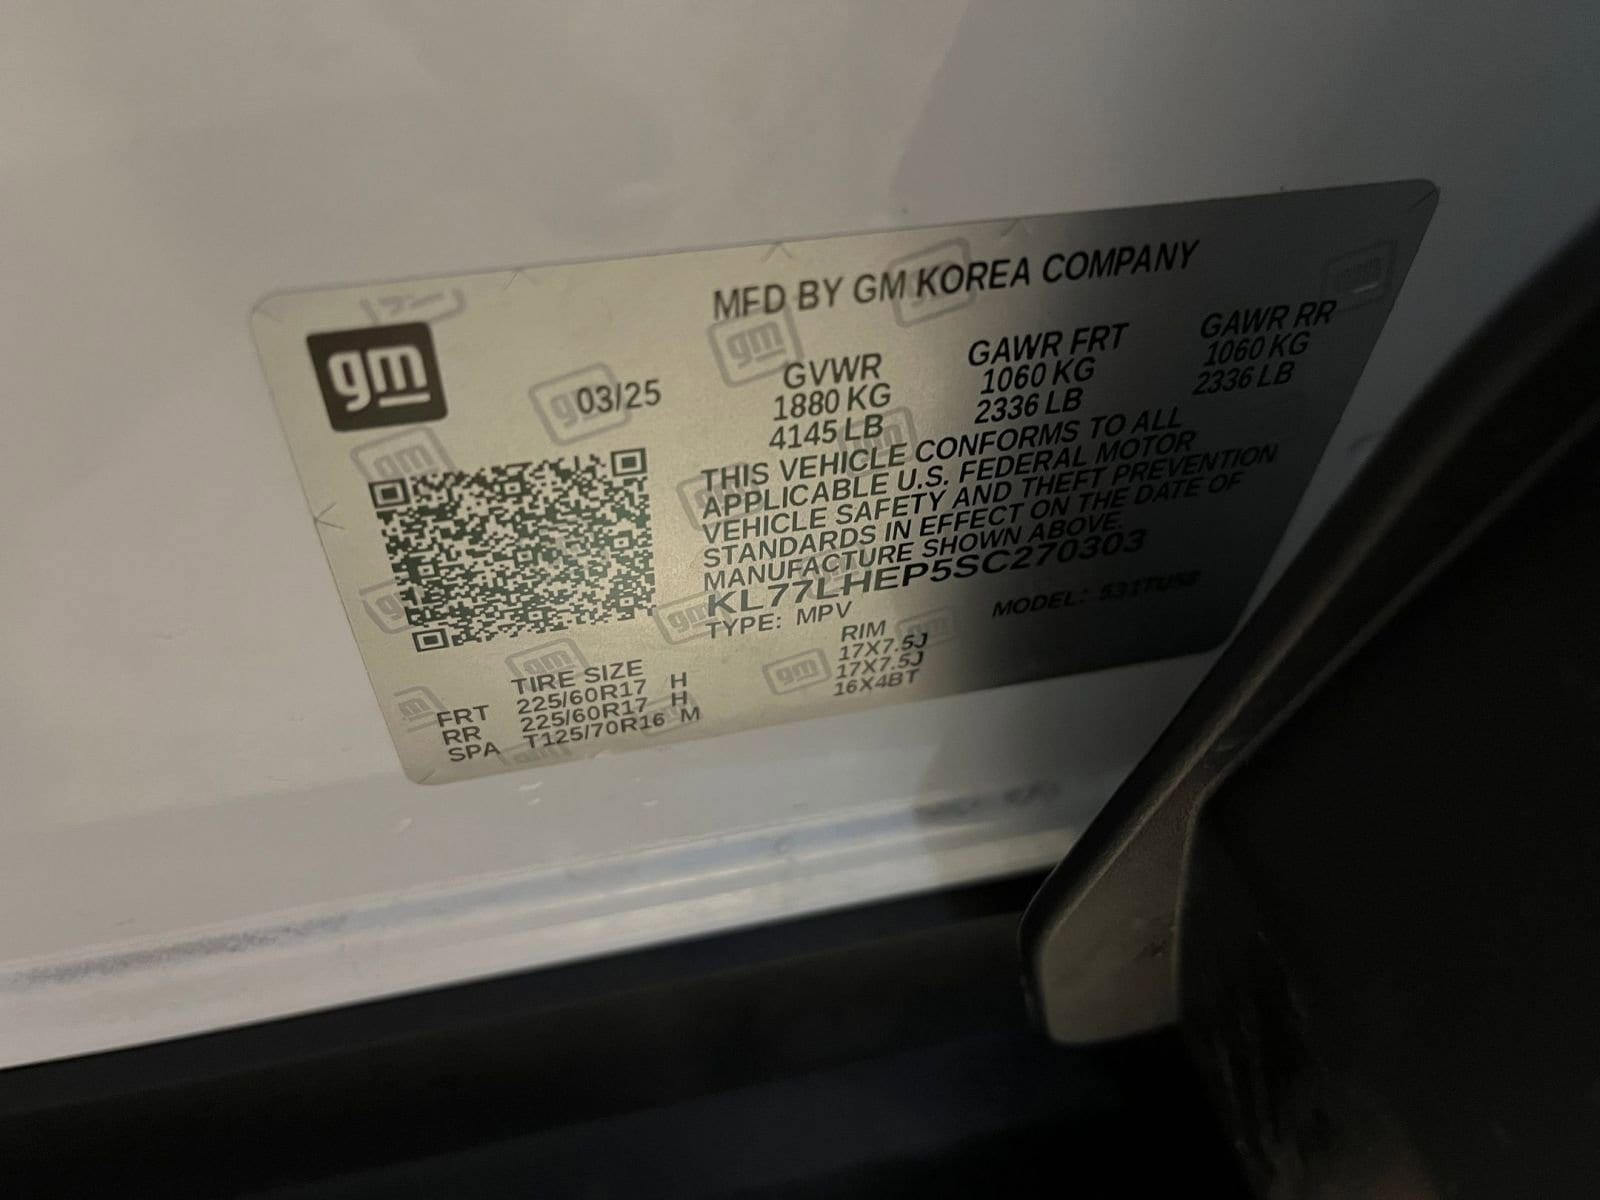 gm
MFD BY GM KOREA COMPANY
03/25
GVWR GAWR FRT GAWR RR
1880 KG 1060 KG 1060 KG
4145 LB 2336 LB 2336 LB
THIS VEHICLE CONFORMS TO ALL
APPLICABLE U.S. FEDERAL MOTOR
VEHICLE SAFETY AND THEFT PREVENTION
STANDARDS IN EFFECT ON THE DATE OF
MANUFACTURE SHOWN ABOVE.
KL77LHEP5SC270303
TYPE: MPV MODEL: 531TU58
TIRE SIZE RIM
FRT 225/60R17 H 17X7.5J
RR 225/60R17 H 17X7.5J
SPA T125/70R16 M 16X4BT